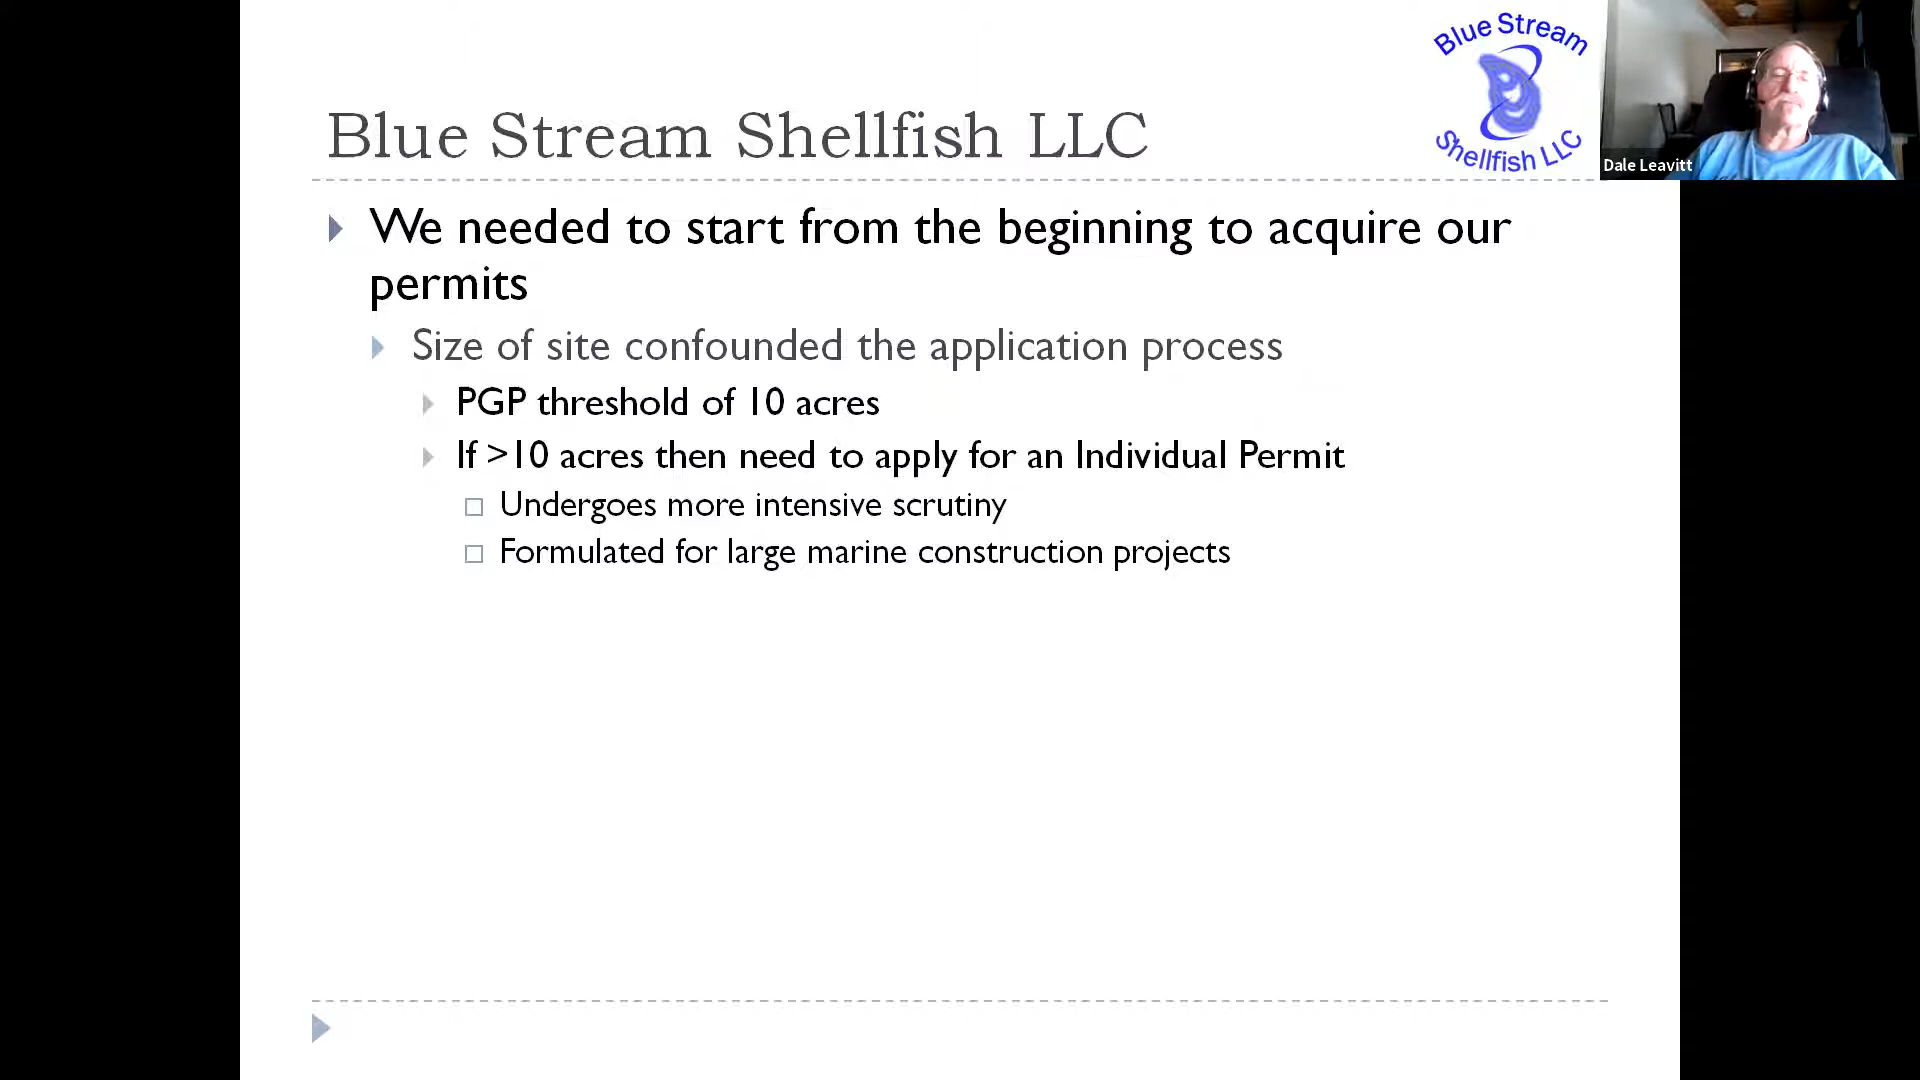 Blue Stream
Shellfish LLC
Dale Leavitt
Blue Stream Shellfish LLC
We needed to start from the beginning to acquire our
permits
Size of site confounded the application process
PGP threshold of 10 acres
If >10 acres then need to apply for an Individual Permit
Undergoes more intensive scrutiny
Formulated for large marine construction projects